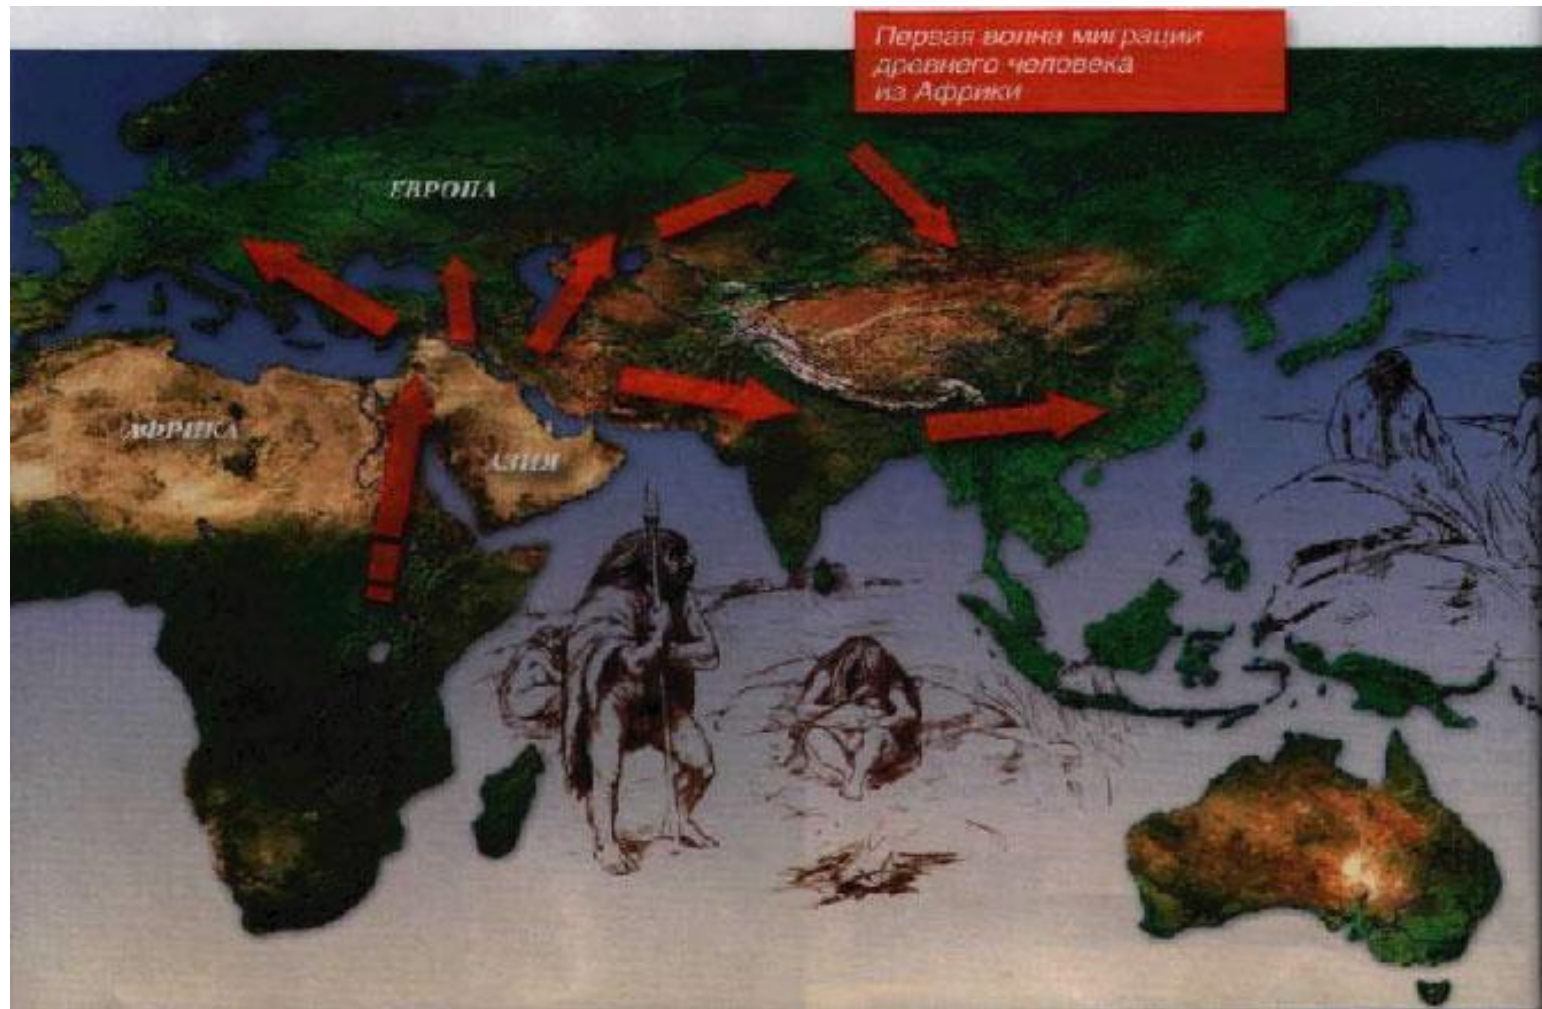 Первая волна миграции
древнего человека
из Африки
ЕВРОПА
АФРИКА
АЗИЯ